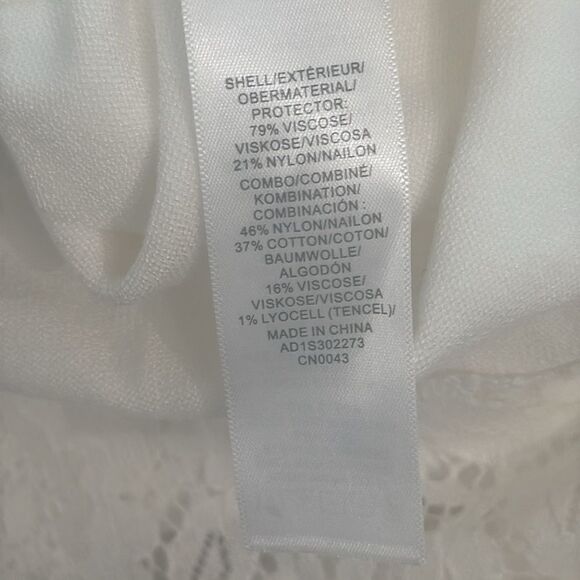 SHELL/EXTÉRIEUR/
OBERMATERIAL/
PROTECTOR:
79% VISCOSE/
VISKOSE/VISCOSA
21% NYLON/NAILON
COMBO/COMBINÉ/
KOMBINATION/
COMBINACIÓN :
46% NYLON/NAILON
37% COTTON/COTON/
BAUMWOLLE/
ALGODÓN
16% VISCOSE/
VISKOSE/VISCOSA
1% LYOCELL (TENCEL)/
MADE IN CHINA
AD1S302273
CN0043